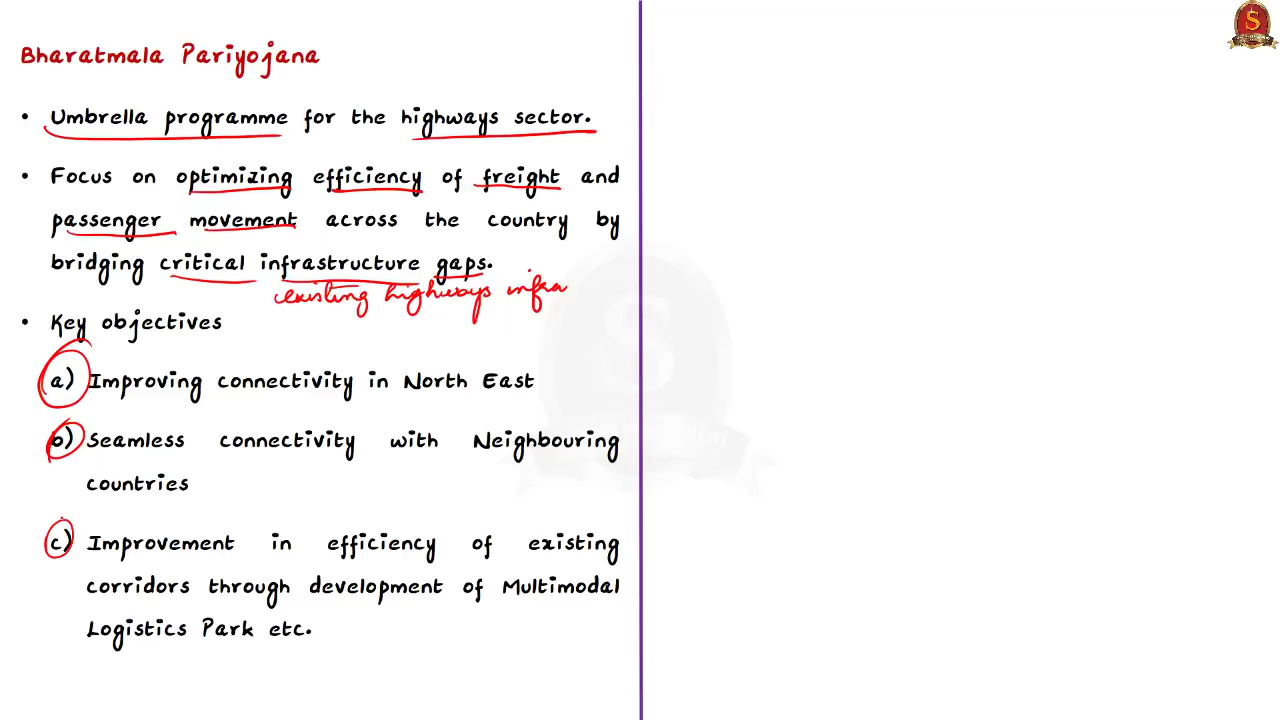 Bharatmala Pariyojana
• Umbrella programme for the highways sector.
• Focus on optimizing efficiency of freight and
passenger movement across the country by
bridging critical infrastructure gaps.
existing highways infra
• Key objectives
a) Improving connectivity in North East
b) Seamless connectivity with Neighbouring
countries
c) Improvement in efficiency of existing
corridors through development of Multimodal
Logistics Park etc.
S